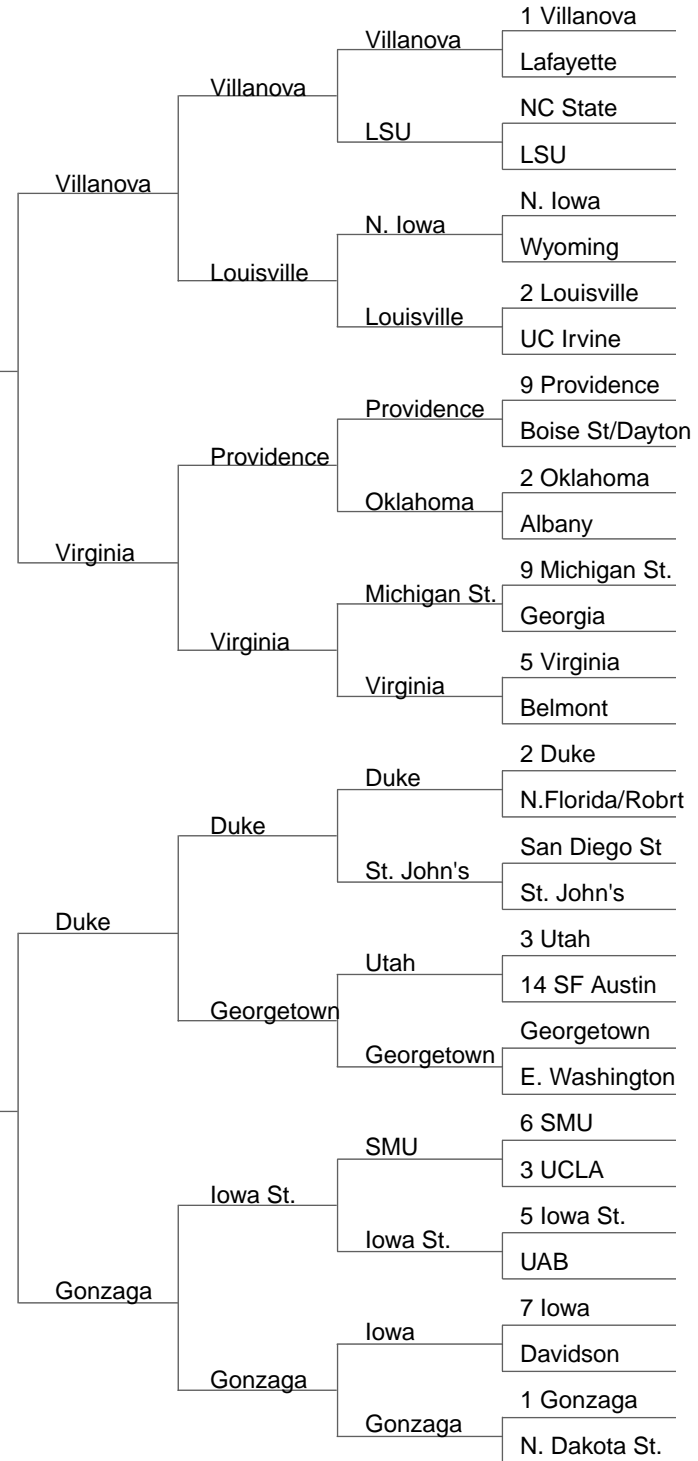 1 Villanova
Villanova
Lafayette
Villanova
NC State
LSU
LSU
Villanova
N. Iowa
N. Iowa
Wyoming
Louisville
2 Louisville
Louisville
UC Irvine
9 Providence
Providence
Boise St/Dayton
Providence
2 Oklahoma
Oklahoma
Albany
Virginia
9 Michigan St.
Michigan St.
Georgia
Virginia
5 Virginia
Virginia
Belmont
2 Duke
Duke
N.Florida/Robrt
Duke
San Diego St
St. John's
St. John's
Duke
3 Utah
Utah
14 SF Austin
Georgetown
Georgetown
Georgetown
E. Washington
6 SMU
SMU
3 UCLA
Iowa St.
5 Iowa St.
Iowa St.
UAB
Gonzaga
7 Iowa
Iowa
Davidson
Gonzaga
1 Gonzaga
Gonzaga
N. Dakota St.